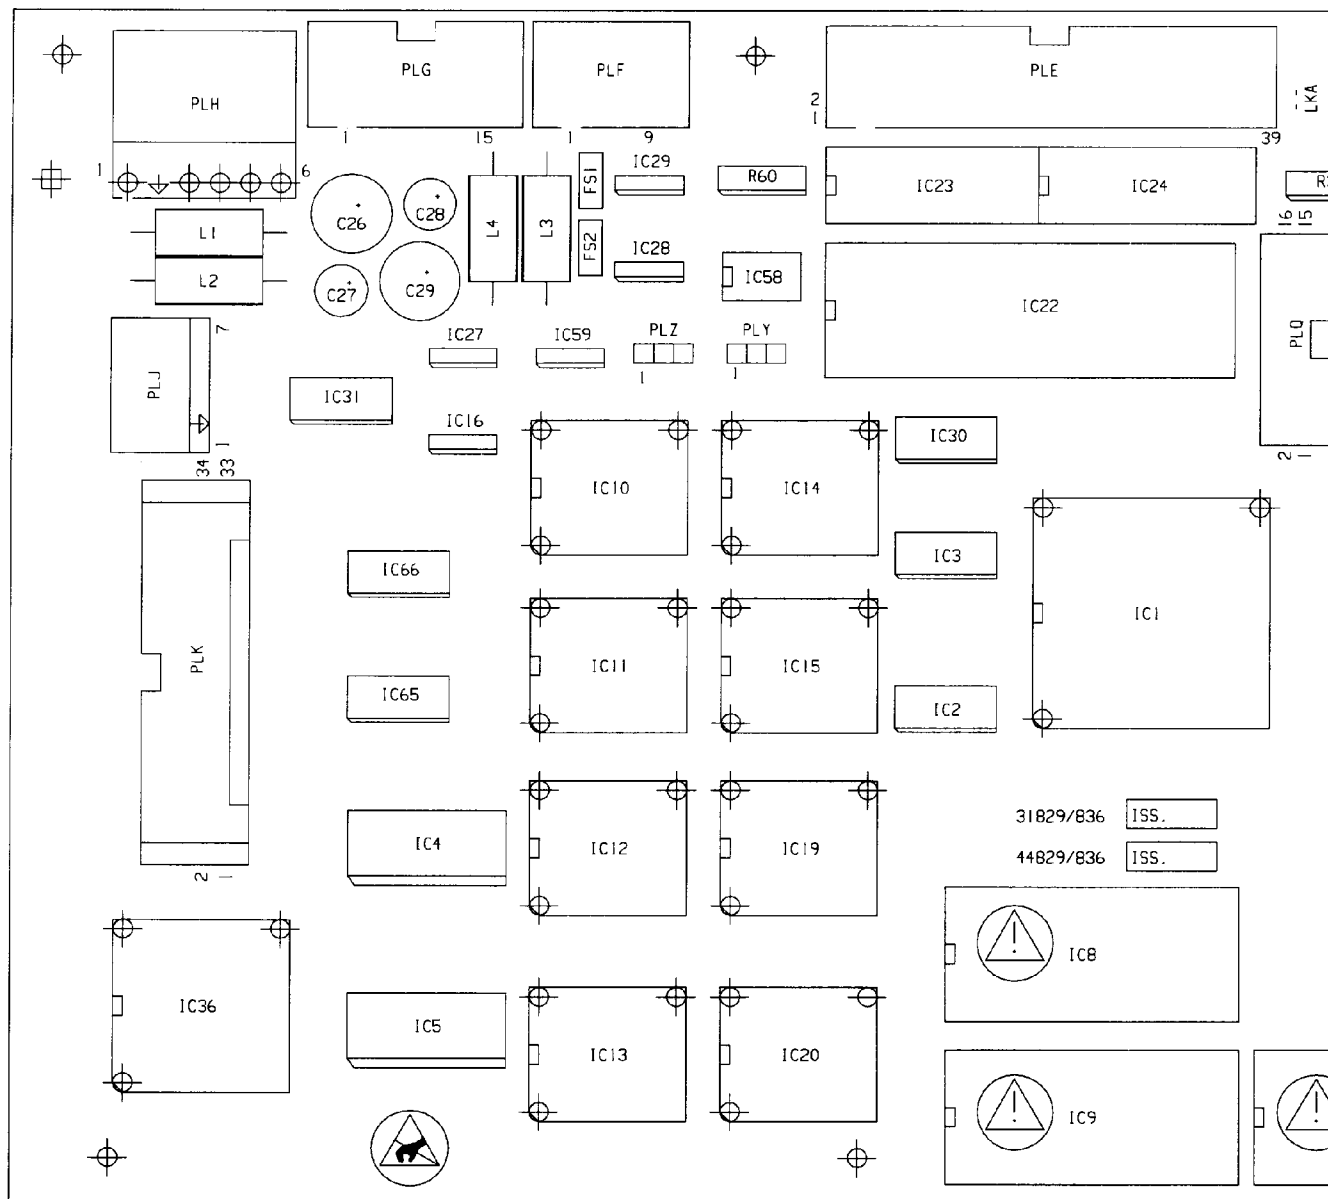 PLG
PLF
PLE
PLH
LKA
2
1
1
15
1
9
39
1
6
IC29
FS1
R60
IC23
IC24
C26
C28
L4
L3
16
15
L1
FS2
IC28
L2
C27
C29
IC58
IC22
7
IC27
IC59
PLZ
PLY
PLQ
1
1
PLJ
IC31
IC16
1
IC30
2
1
34
33
IC10
IC14
IC3
IC66
IC1
PLK
IC11
IC15
IC65
IC2
31829/836 ISS.
IC4
IC12
IC19
44829/836 ISS.
2
1
!
IC8
IC36
IC5
IC13
IC20
!
IC9
!